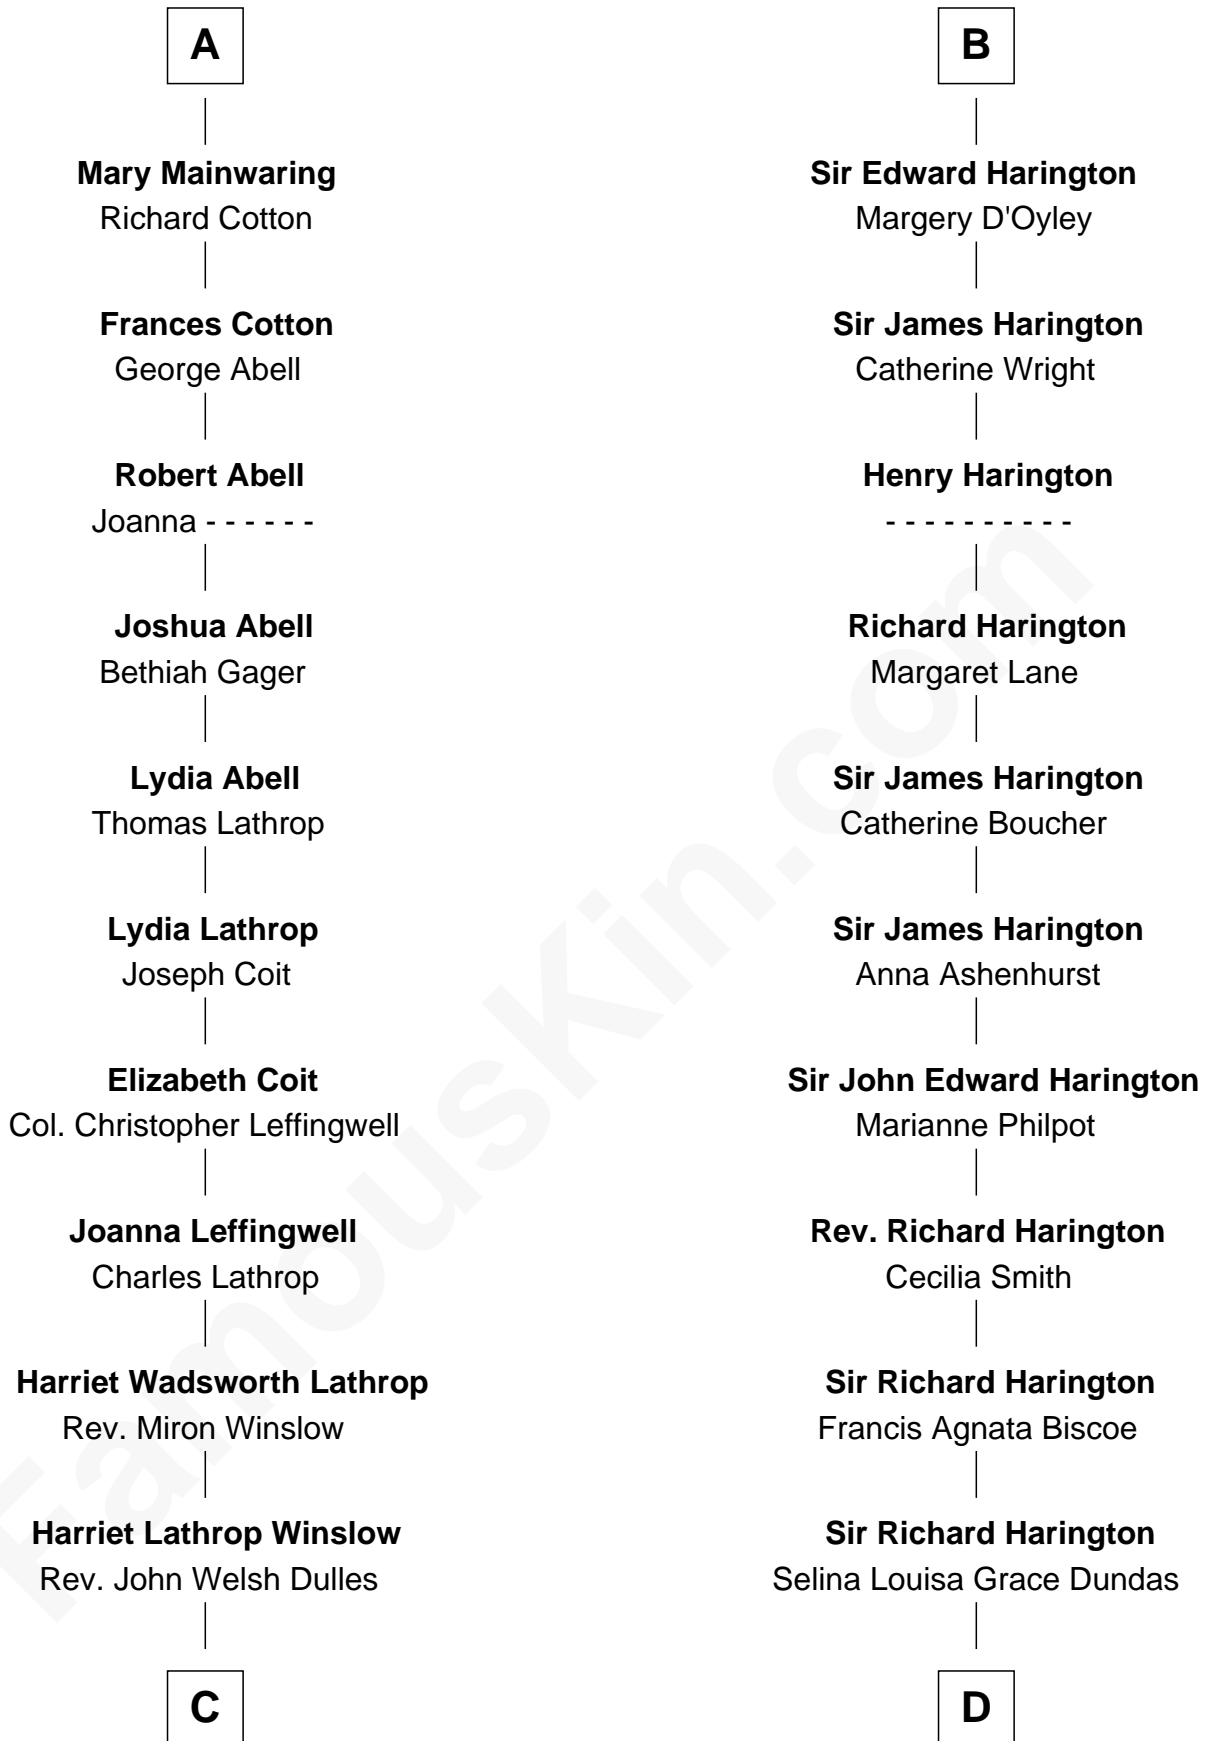 A
Mary Mainwaring
Richard Cotton
Frances Cotton
George Abell
Robert Abell
Joanna - - - - - -
Joshua Abell
Bethiah Gager
Lydia Abell
Thomas Lathrop
Lydia Lathrop
Joseph Coit
Elizabeth Coit
Col. Christopher Leffingwell
Joanna Leffingwell
Charles Lathrop
Harriet Wadsworth Lathrop
Rev. Miron Winslow
Harriet Lathrop Winslow
Rev. John Welsh Dulles
C
B
Sir Edward Harington
Margery D'Oyley
Sir James Harington
Catherine Wright
Henry Harington
- - - - - - - - - -
Richard Harington
Margaret Lane
Sir James Harington
Catherine Boucher
Sir James Harington
Anna Ashenhurst
Sir John Edward Harington
Marianne Philpot
Rev. Richard Harington
Cecilia Smith
Sir Richard Harington
Francis Agnata Biscoe
Sir Richard Harington
Selina Louisa Grace Dundas
D
FamousKin.com